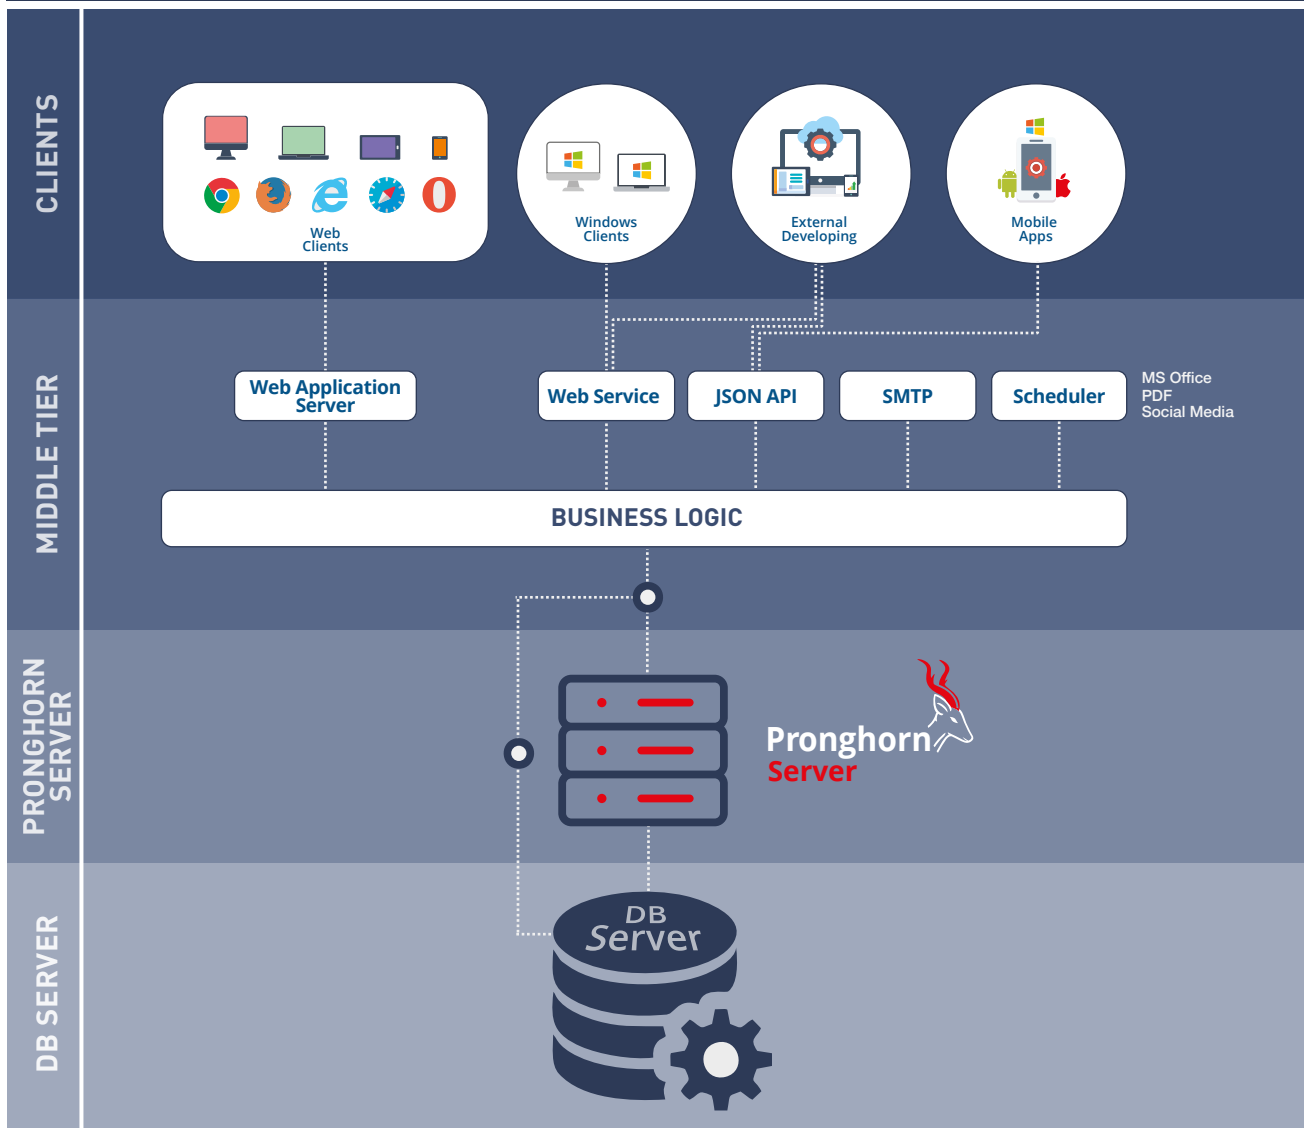 CLIENTS
Web
Clients
Windows
Clients
External
Developing
Mobile
Apps
MIDDLE TIER
Web Application
Server
Web Service
JSON API
SMTP
Scheduler
MS Office
PDF
Social Media
BUSINESS LOGIC
PRONGHORN
SERVER
Pronghorn
Server
DB SERVER
DB
Server